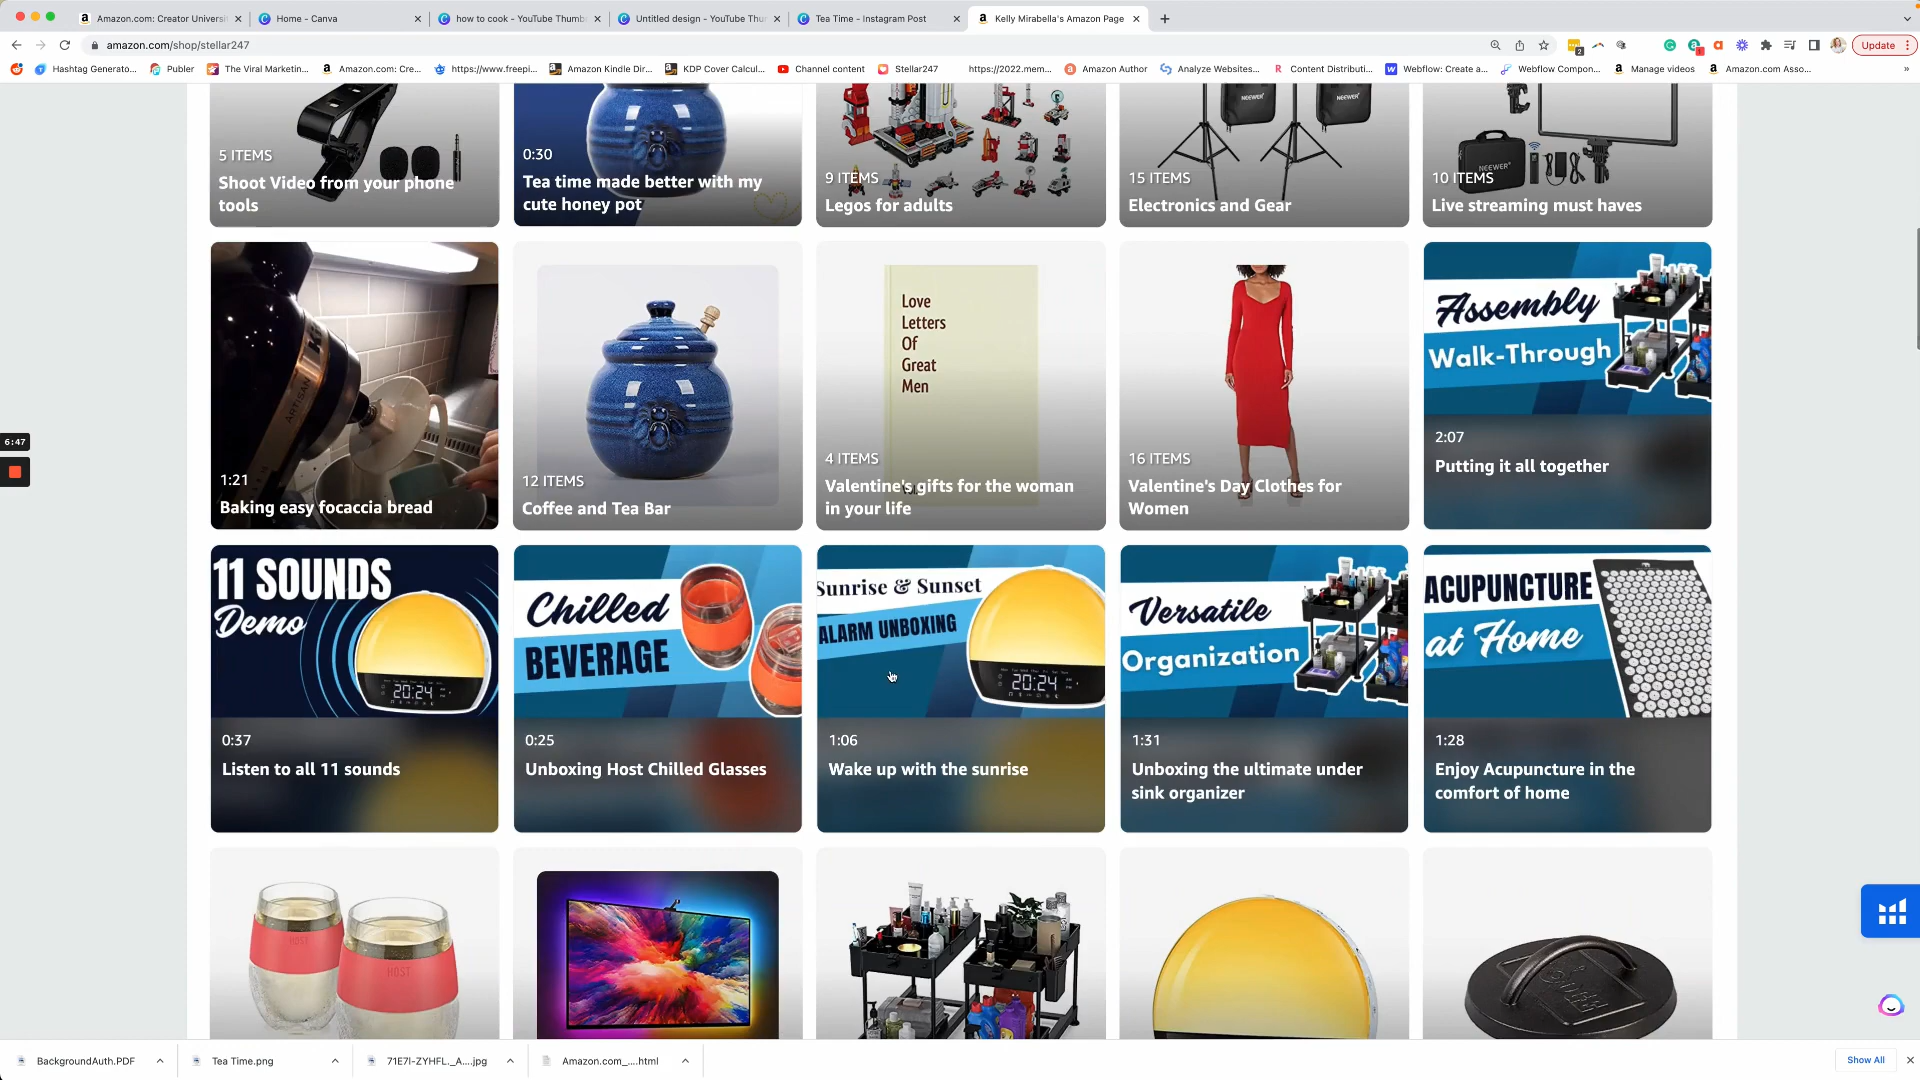 Amazon.com: Creator Universi
Home - Canva
how to cook - YouTube Thumb
Untitled design - YouTube Thu
Tea Time - Instagram Post
Kelly Mirabella's Amazon Page
amazon.com/shop/stellar247
Update
Hashtag Generato...
Publer
The Viral Marketin...
Amazon.com: Cre...
https://www.freepi...
Amazon Kindle Dir...
KDP Cover Calcul...
Channel content
Stellar247
https://2022.mem...
Amazon Author
Analyze Websites...
Content Distributi...
Webflow: Create a...
Webflow Compon...
Manage videos
Amazon.com Asso...
5 ITEMS
Shoot Video from your phone
tools
0:30
Tea time made better with my
cute honey pot
9 ITEMS
Legos for adults
NEEWER
NEEWER
15 ITEMS
Electronics and Gear
NEEWER
10 ITEMS
Live streaming must haves
ARTISAN
1:21
Baking easy focaccia bread
12 ITEMS
Coffee and Tea Bar
Love
Letters
Of
Great
Men
4 ITEMS
Valentine's gifts for the woman
in your life
16 ITEMS
Valentine's Day Clothes for
Women
Assembly
Walk-Through
2:07
Putting it all together
6:47
11 SOUNDS
Demo
20:24
0:37
Listen to all 11 sounds
Chilled
BEVERAGE
0:25
Unboxing Host Chilled Glasses
Sunrise & Sunset
ALARM UNBOXING
20:24
1:06
Wake up with the sunrise
Versatile
Organization
1:31
Unboxing the ultimate under
sink organizer
ACUPUNCTURE
at Home
1:28
Enjoy Acupuncture in the
comfort of home
HOST
HOST
BackgroundAuth.PDF
Tea Time.png
71E7I-ZYHFL._A....jpg
Amazon.com_....html
Show All